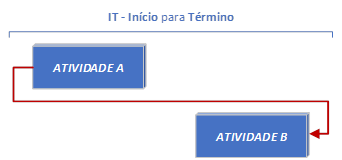 IT - Início para Término
ATIVIDADE A
ATIVIDADE B